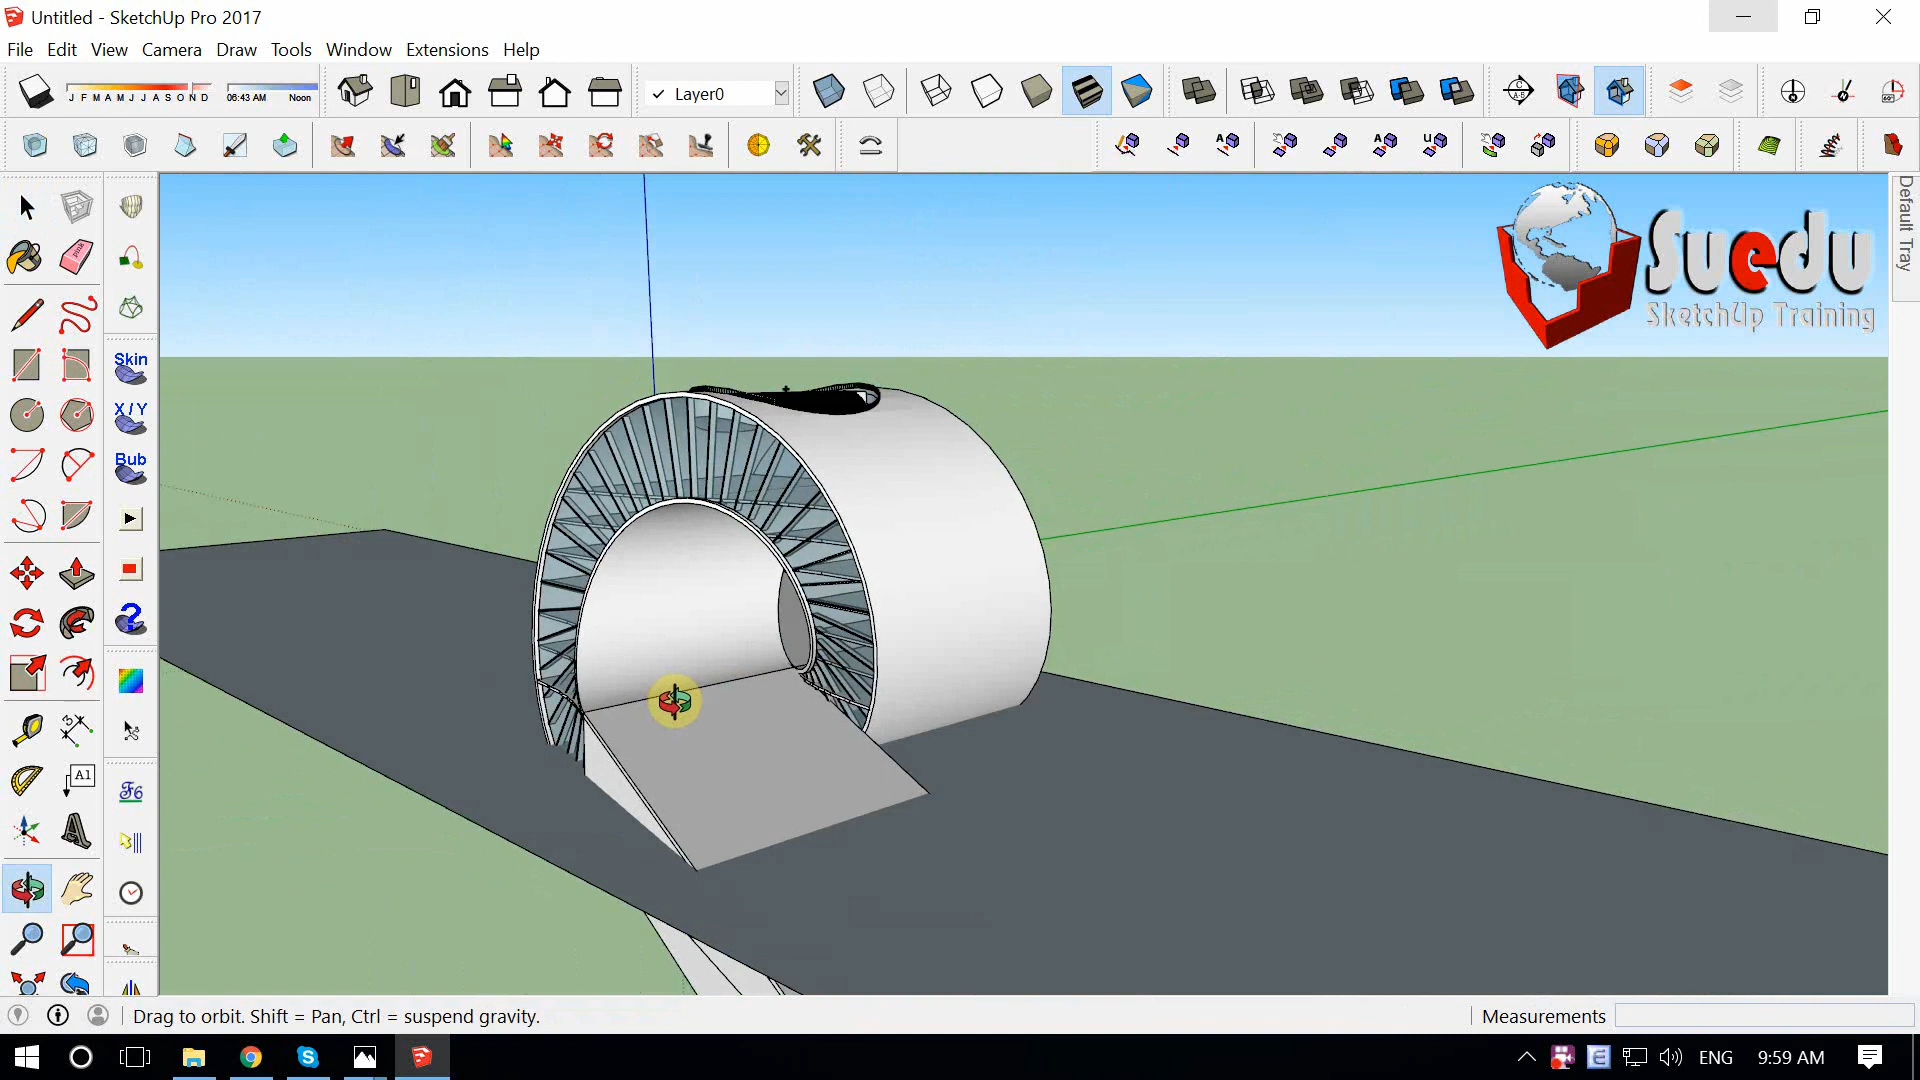 Untitled - SketchUp Pro 2017
File Edit View Camera Draw Tools Window Extensions Help
J F M A M J J A S O N D
06:43 AM Noon
Layer0
Default Tray
Suedu
SketchUp Training
Skin
X / Y
Bub
A1
F6
Drag to orbit. Shift = Pan, Ctrl = suspend gravity.
Measurements
ENG
9:59 AM